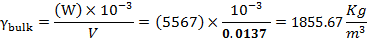 γbulk = (W) × 10⁻³ / V = (5567) × 10⁻³ / 0.0137 = 1855.67 Kg / m³